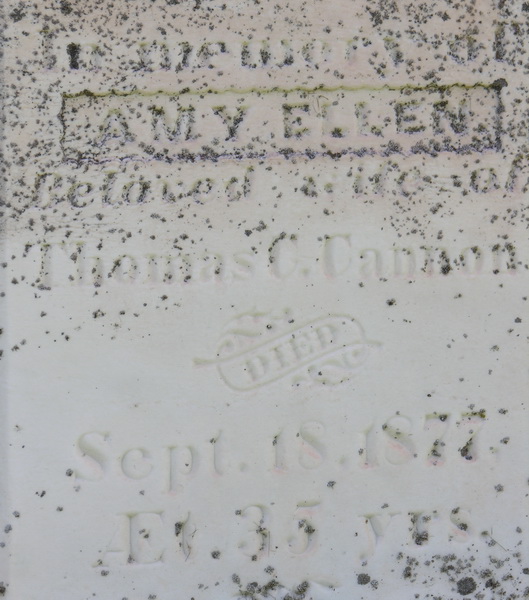 In memory of
AMY ELLEN
Beloved wife of
Thomas C. Cannon
DIED
Sept. 18. 1877.
Æt. 35 yrs